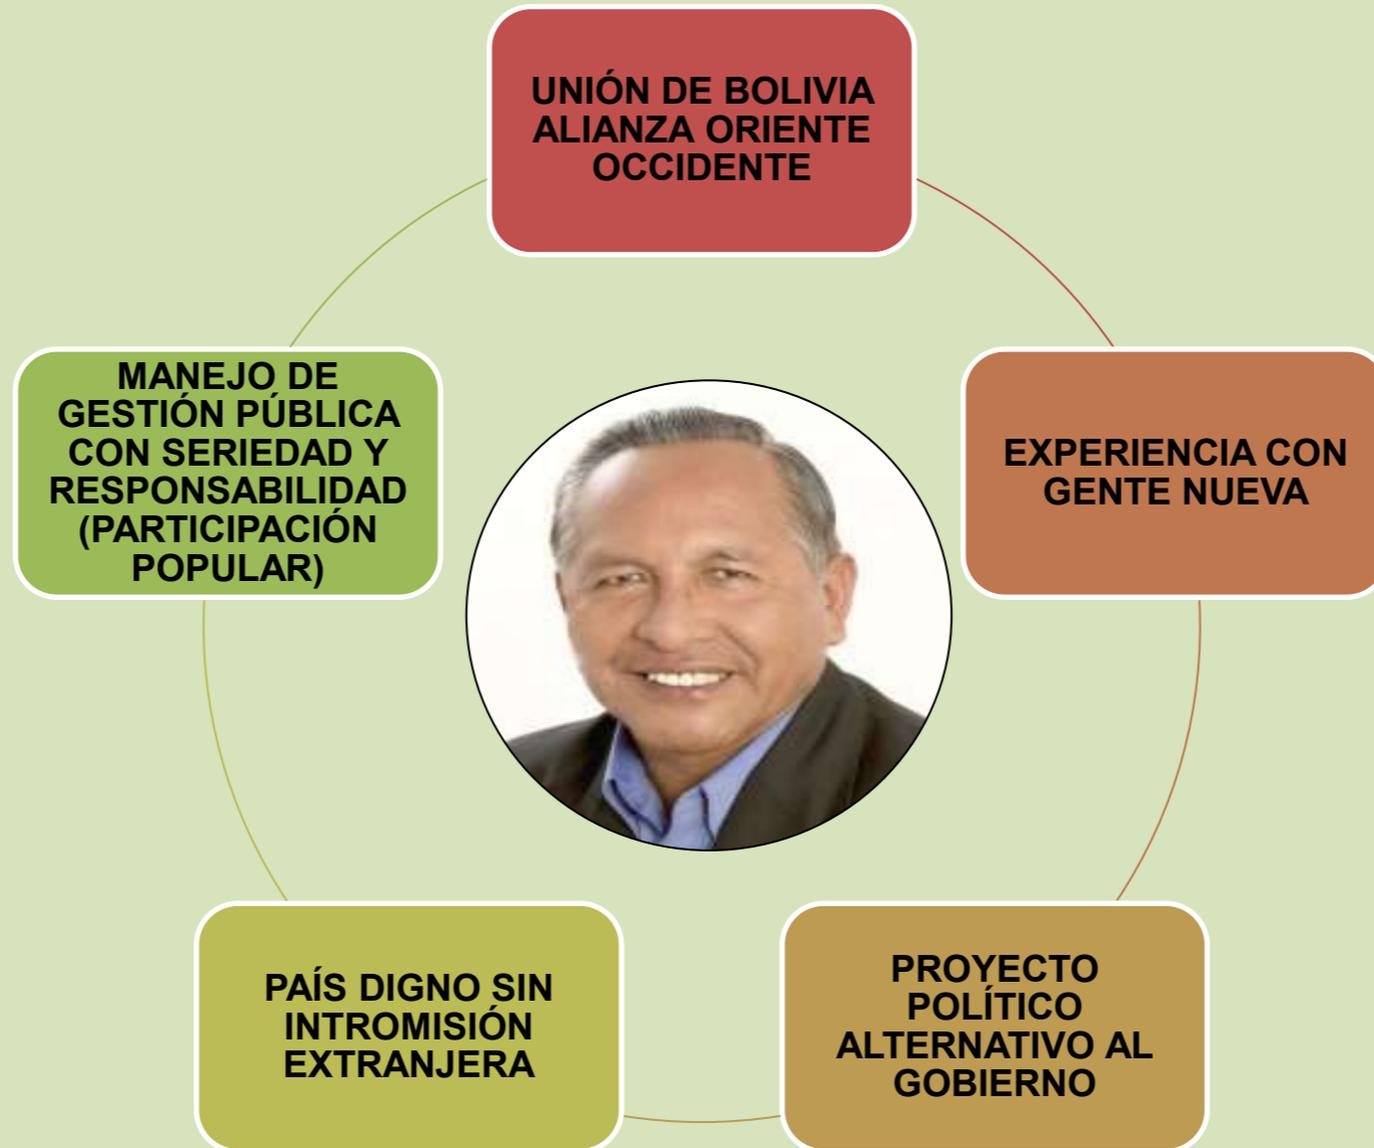 UNIÓN DE BOLIVIA
ALIANZA ORIENTE
OCCIDENTE
EXPERIENCIA CON
GENTE NUEVA
PROYECTO
POLÍTICO
ALTERNATIVO AL
GOBIERNO
PAÍS DIGNO SIN
INTROMISIÓN
EXTRANJERA
MANEJO DE
GESTIÓN PÚBLICA
CON SERIEDAD Y
RESPONSABILIDAD
(PARTICIPACIÓN
POPULAR)